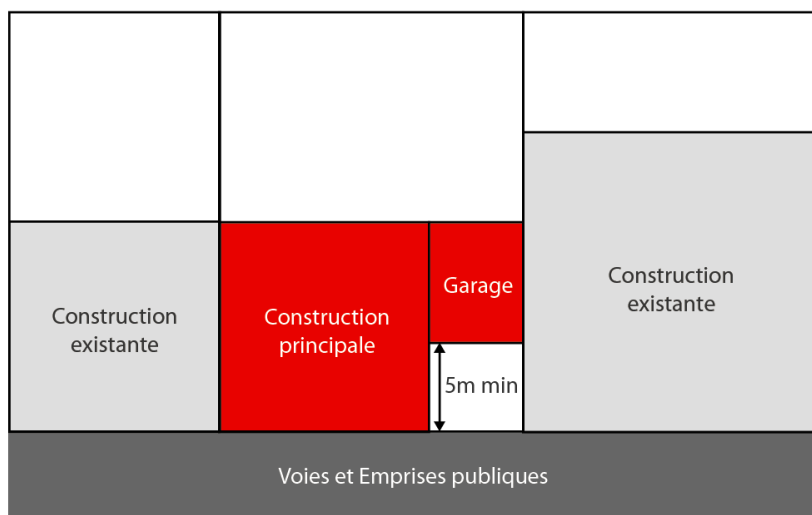 Construction
existante
Construction
principale
Garage
5m min
Construction
existante
Voies et Emprises publiques